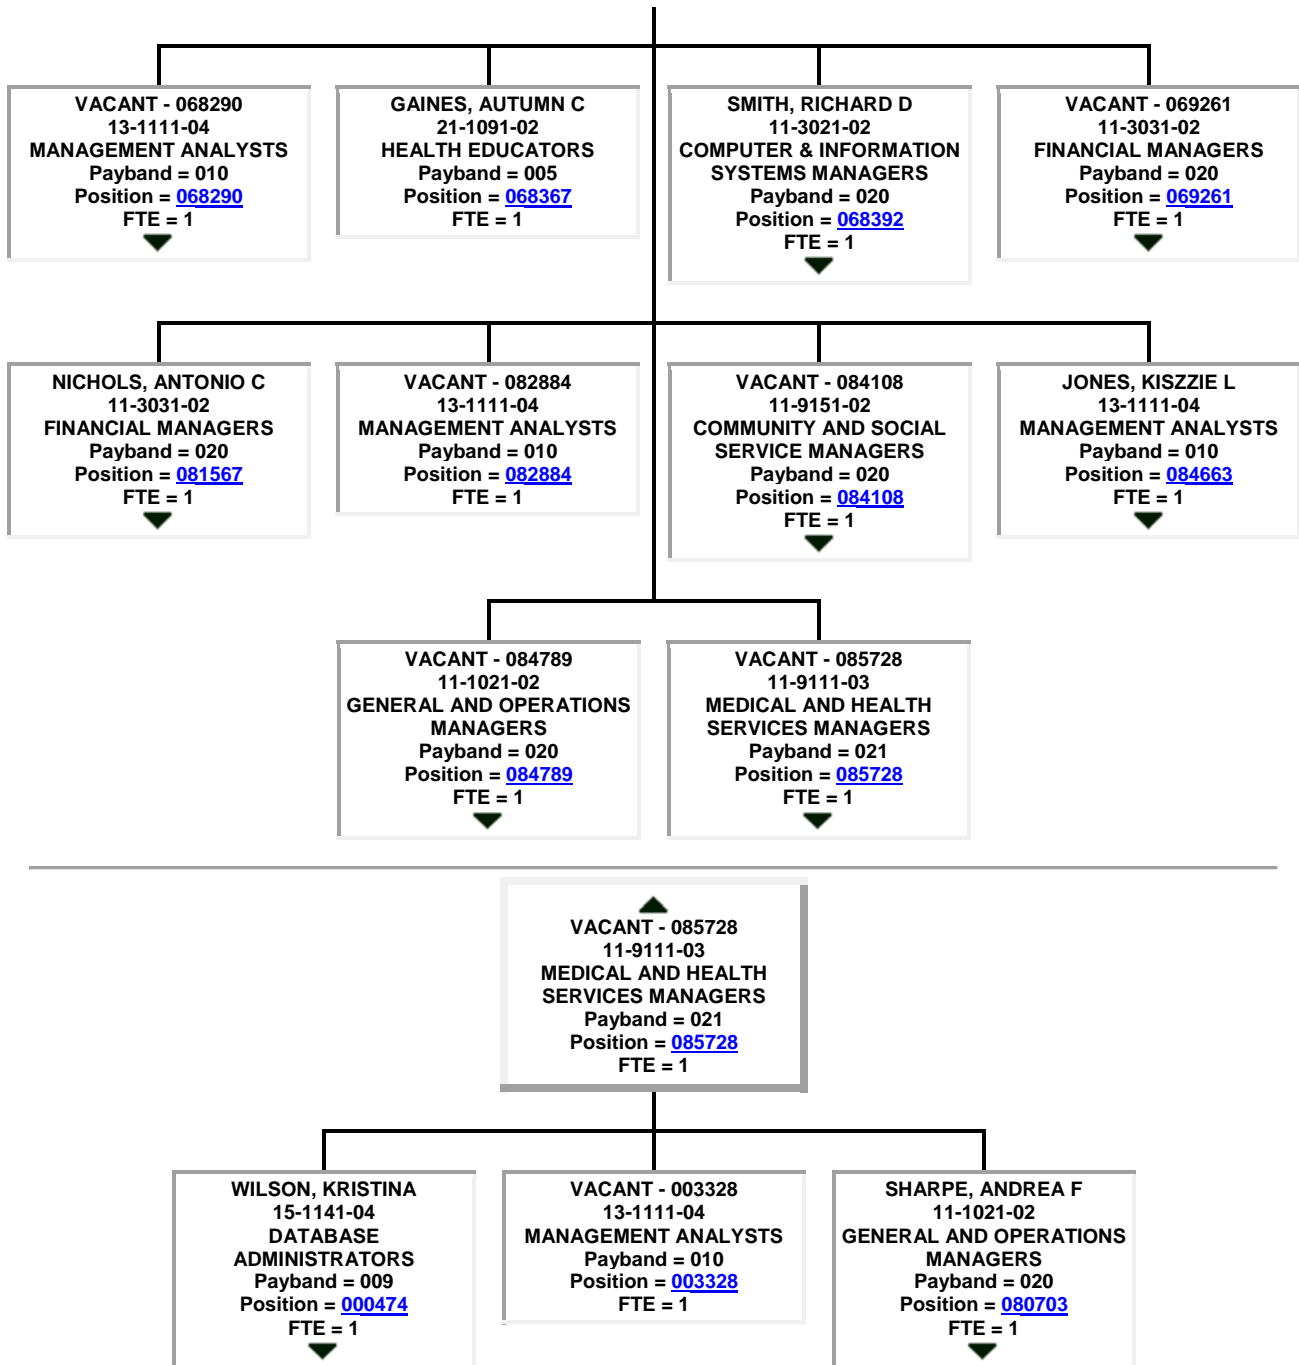 VACANT - 068290
13-1111-04
MANAGEMENT ANALYSTS
Payband = 010
Position = 068290
FTE = 1
GAINES, AUTUMN C
21-1091-02
HEALTH EDUCATORS
Payband = 005
Position = 068367
FTE = 1
SMITH, RICHARD D
11-3021-02
COMPUTER & INFORMATION
SYSTEMS MANAGERS
Payband = 020
Position = 068392
FTE = 1
VACANT - 069261
11-3031-02
FINANCIAL MANAGERS
Payband = 020
Position = 069261
FTE = 1
NICHOLS, ANTONIO C
11-3031-02
FINANCIAL MANAGERS
Payband = 020
Position = 081567
FTE = 1
VACANT - 082884
13-1111-04
MANAGEMENT ANALYSTS
Payband = 010
Position = 082884
FTE = 1
VACANT - 084108
11-9151-02
COMMUNITY AND SOCIAL
SERVICE MANAGERS
Payband = 020
Position = 084108
FTE = 1
JONES, KISZZIE L
13-1111-04
MANAGEMENT ANALYSTS
Payband = 010
Position = 084663
FTE = 1
VACANT - 084789
11-1021-02
GENERAL AND OPERATIONS
MANAGERS
Payband = 020
Position = 084789
FTE = 1
VACANT - 085728
11-9111-03
MEDICAL AND HEALTH
SERVICES MANAGERS
Payband = 021
Position = 085728
FTE = 1
VACANT - 085728
11-9111-03
MEDICAL AND HEALTH
SERVICES MANAGERS
Payband = 021
Position = 085728
FTE = 1
WILSON, KRISTINA
15-1141-04
DATABASE
ADMINISTRATORS
Payband = 009
Position = 000474
FTE = 1
VACANT - 003328
13-1111-04
MANAGEMENT ANALYSTS
Payband = 010
Position = 003328
FTE = 1
SHARPE, ANDREA F
11-1021-02
GENERAL AND OPERATIONS
MANAGERS
Payband = 020
Position = 080703
FTE = 1